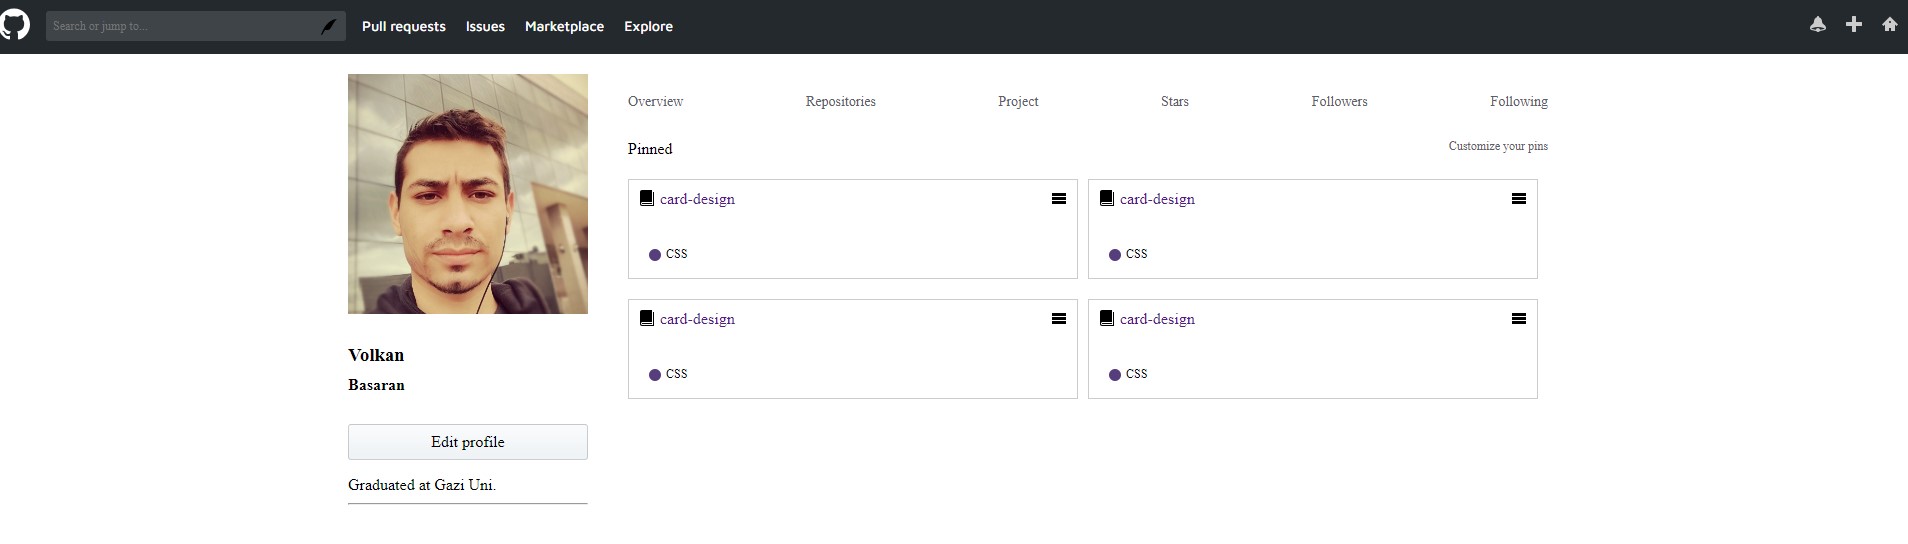 Search or jump to...
Pull requests
Issues
Marketplace
Explore
Overview
Repositories
Project
Stars
Followers
Following
Pinned
Customize your pins
card-design
CSS
card-design
CSS
card-design
CSS
card-design
CSS
Volkan
Basaran
Edit profile
Graduated at Gazi Uni.